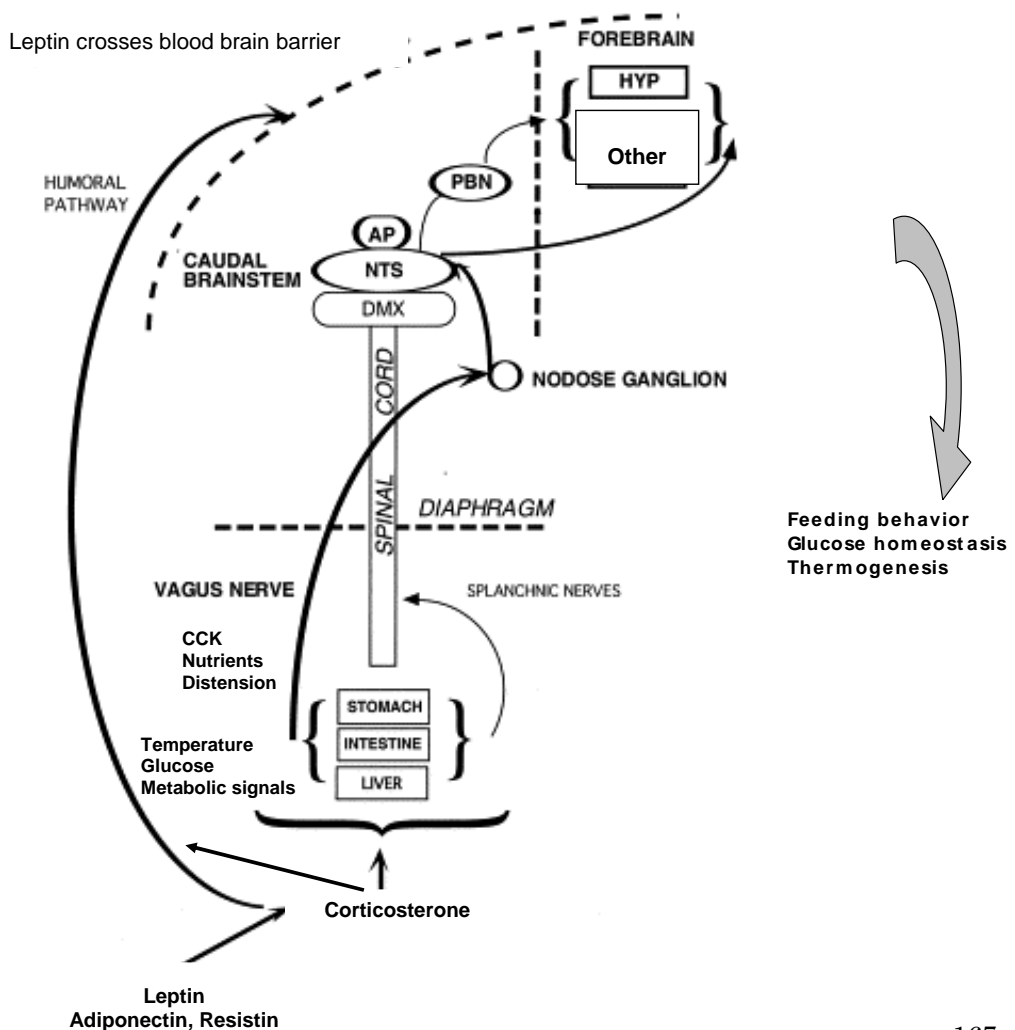 Leptin crosses blood brain barrier
FOREBRAIN
HYP
Other
HUMORAL
PATHWAY
PBN
AP
CAUDAL
BRAINSTEM
NTS
DMX
NODOSE GANGLION
SPINAL CORD
DIAPHRAGM
Feeding behavior
Glucose homeostasis
Thermogenesis
VAGUS NERVE
SPLANCHNIC NERVES
CCK
Nutrients
Distension
STOMACH
Temperature
Glucose
Metabolic signals
INTESTINE
LIVER
Corticosterone
Leptin
Adiponectin, Resistin